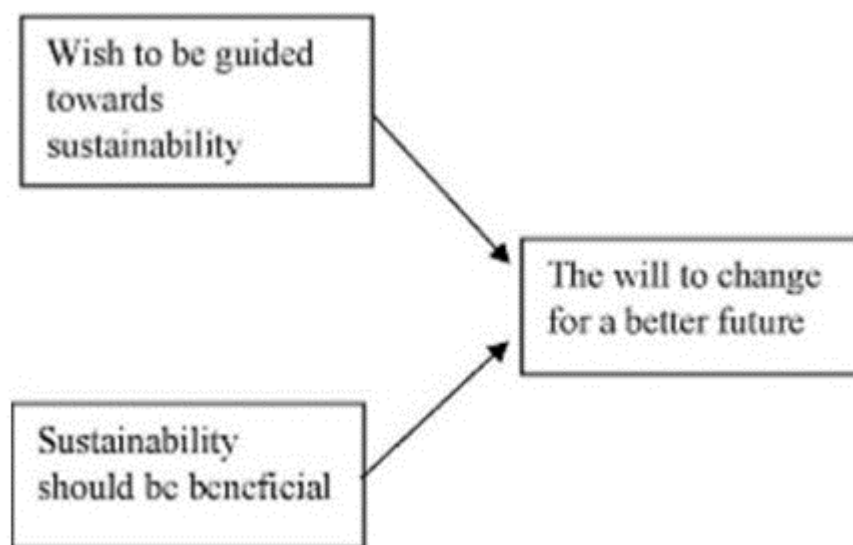 Wish to be guided
towards
sustainability
The will to change
for a better future
Sustainability
should be beneficial